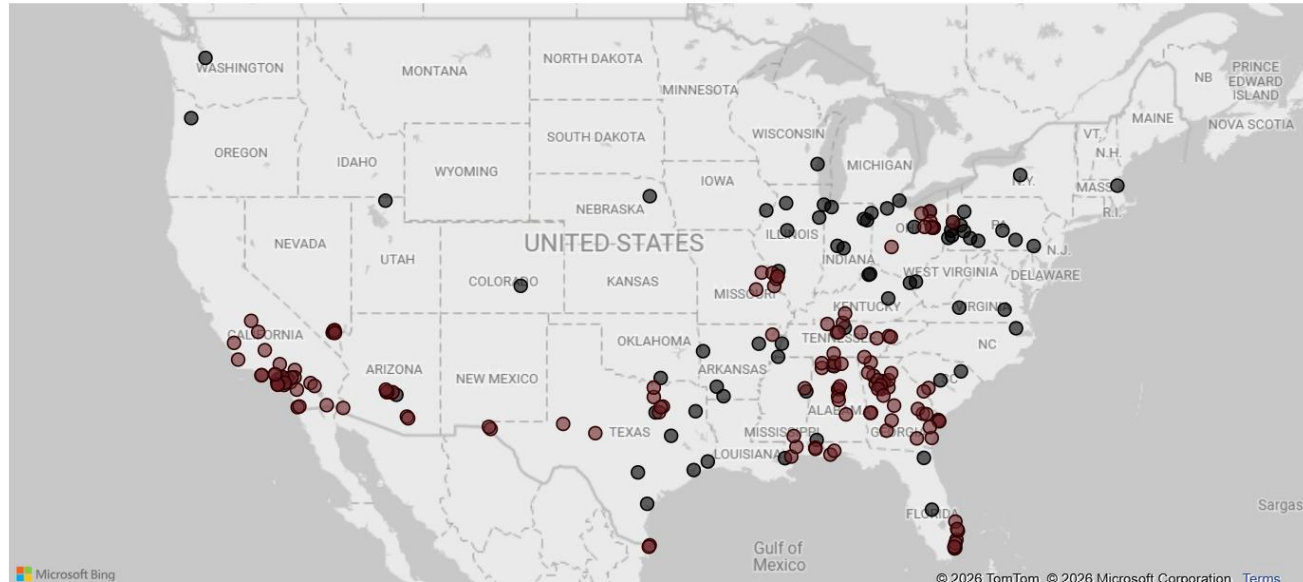 WASHINGTON
MONTANA
NORTH DAKOTA
MINNESOTA
NB
PRINCE
EDWARD
ISLAND
MAINE
NOVA SCOTIA
OREGON
IDAHO
SOUTH DAKOTA
WISCONSIN
VT.
N.H.
WYOMING
MICHIGAN
IOWA
N.Y.
MASS
R.I.
NEBRASKA
ILLINOIS
PA
NEVADA
UTAH
UNITED STATES
INDIANA
N.J.
COLORADO
KANSAS
MISSOURI
WEST VIRGINIA
DELAWARE
KENTUCKY
VIRGINIA
CALIFORNIA
OKLAHOMA
TENNESSEE
NC
ARIZONA
NEW MEXICO
ARKANSAS
SC
ALABAMA
TEXAS
MISSISSIPPI
GEORGIA
LOUISIANA
FLORIDA
Sargas
Gulf of
Mexico
Microsoft Bing
© 2026 TomTom, © 2026 Microsoft Corporation Terms